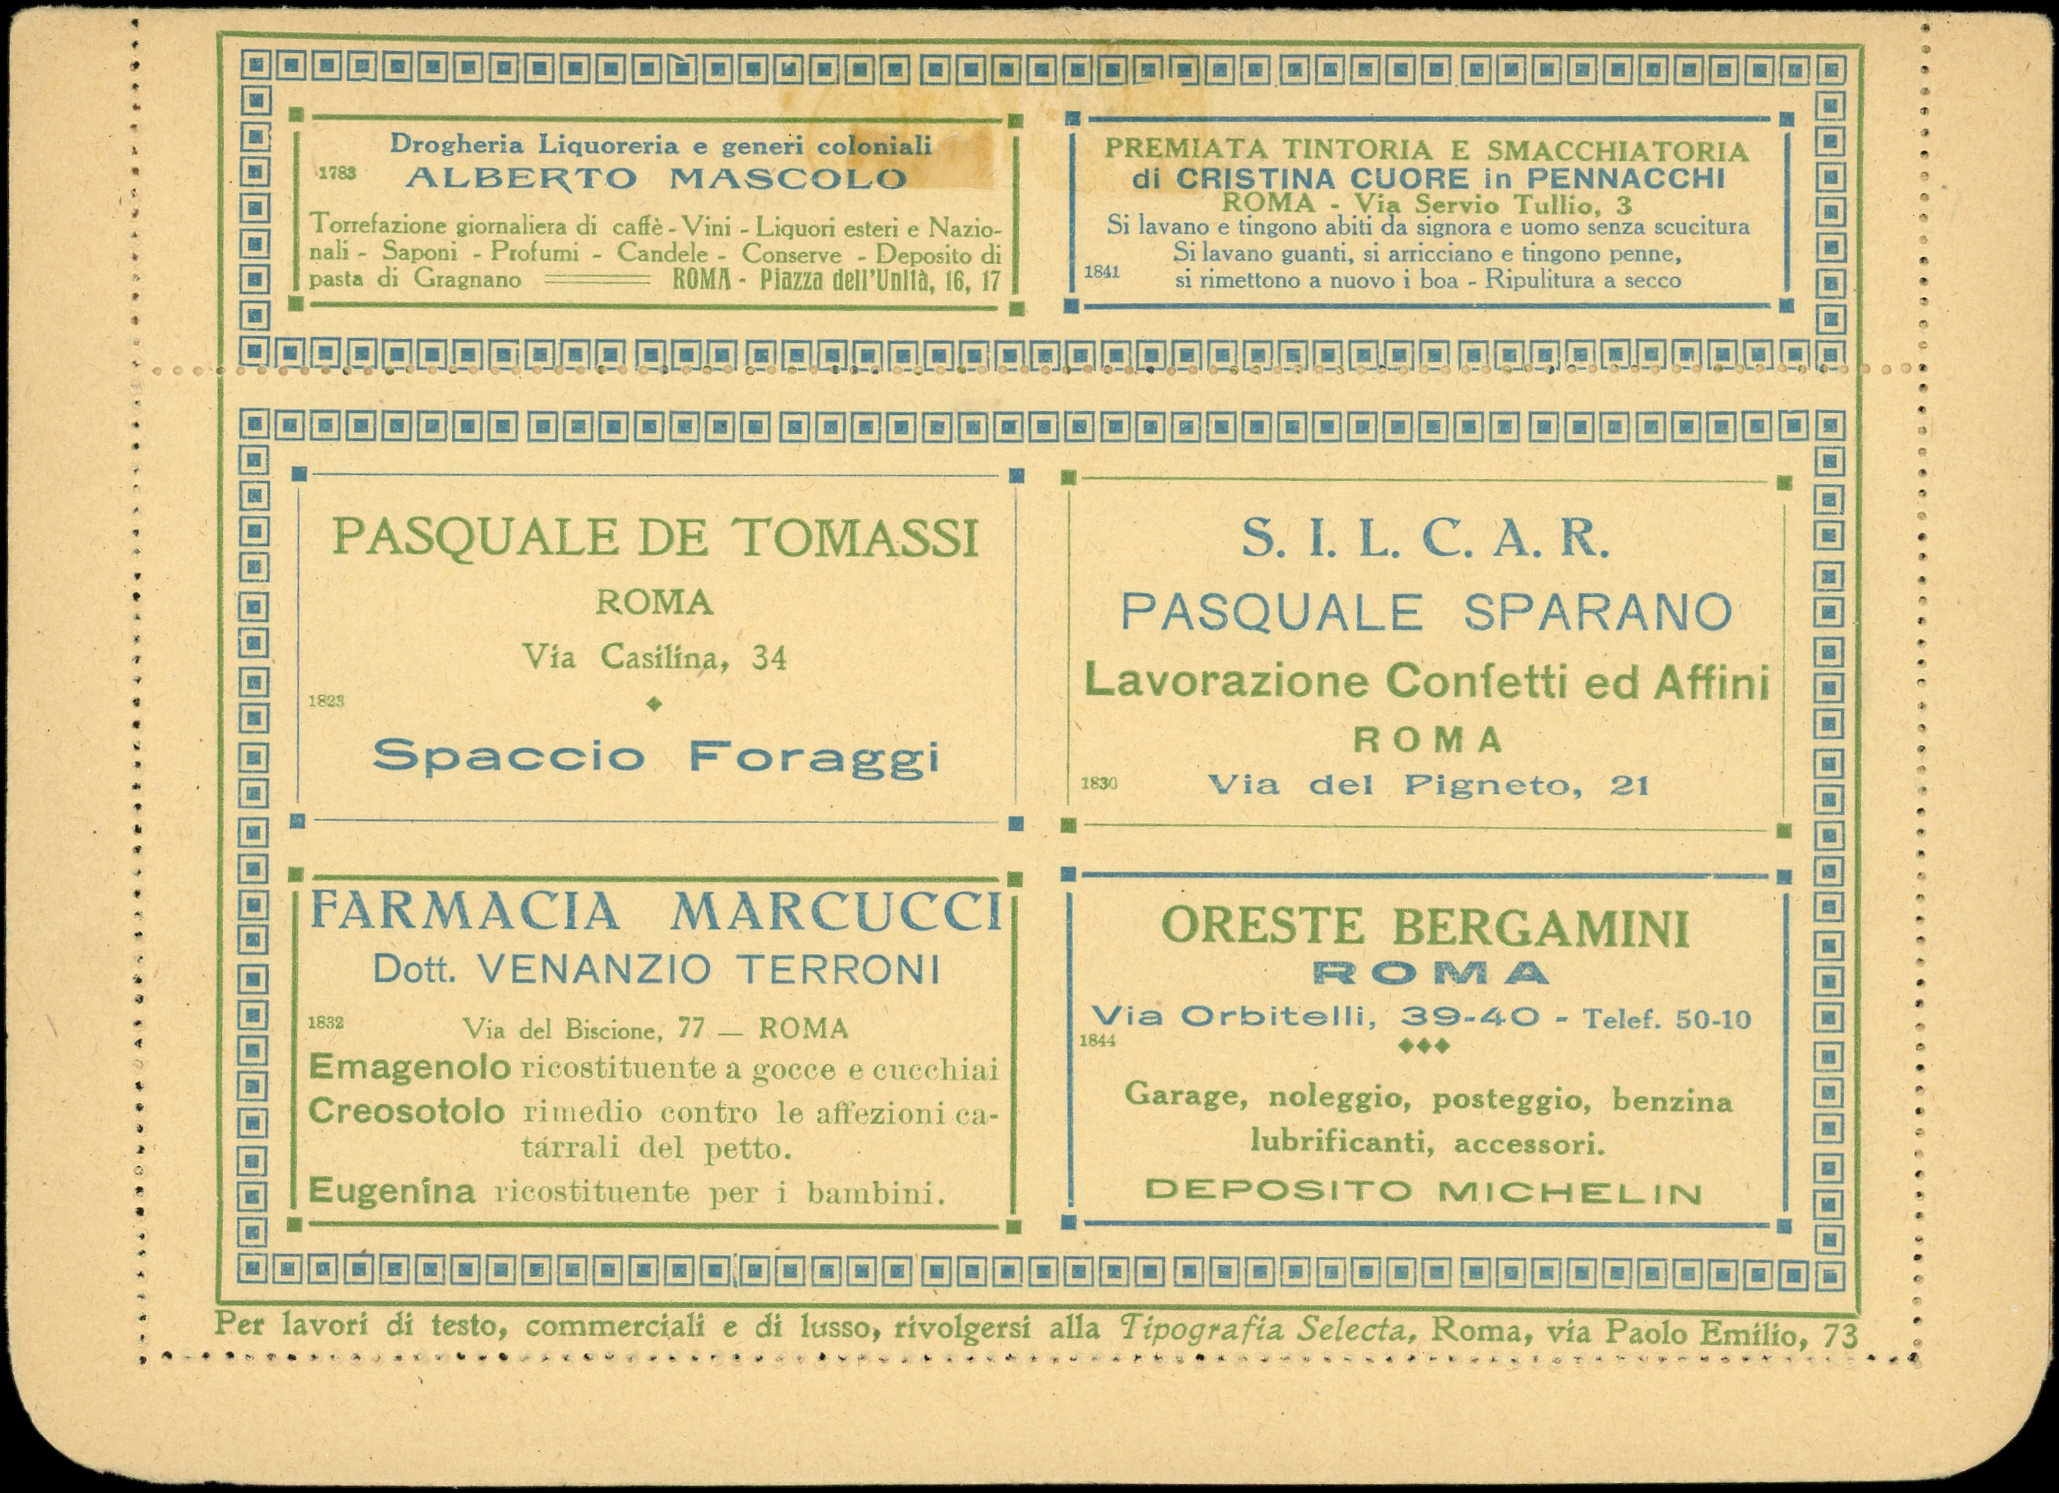 Drogheria Liquoreria e generi coloniali
1783 ALBERTO MASCOLO
Torrefazione giornaliera di caffè - Vini - Liquori esteri e Nazio-
nali - Saponi - Profumi - Candele - Conserve - Deposito di
pasta di Gragnano ROMA - Piazza dell'Unità, 16, 17
PREMIATA TINTORIA E SMACCHIATORIA
di CRISTINA CUORE in PENNACCHI
ROMA - Via Servio Tullio, 3
Si lavano e tingono abiti da signora e uomo senza scucitura
Si lavano guanti, si arricciano e tingono penne,
1841 si rimettono a nuovo i boa - Ripulitura a secco
PASQUALE DE TOMASSI
ROMA
Via Casilina, 34
1823
Spaccio Foraggi
S. I. L. C. A. R.
PASQUALE SPARANO
Lavorazione Confetti ed Affini
ROMA
1830 Via del Pigneto, 21
FARMACIA MARCUCCI
Dott. VENANZIO TERRONI
1832 Via del Biscione, 77 — ROMA
Emagenolo ricostituente a gocce e cucchiai
Creosotolo rimedio contro le affezioni ca-
tárrali del petto.
Eugenina ricostituente per i bambini.
ORESTE BERGAMINI
ROMA
Via Orbitelli, 39-40 - Telef. 50-10
1844
Garage, noleggio, posteggio, benzina
lubrificanti, accessori.
DEPOSITO MICHELIN
Per lavori di testo, commerciali e di lusso, rivolgersi alla Tipografia Selecta, Roma, via Paolo Emilio, 73